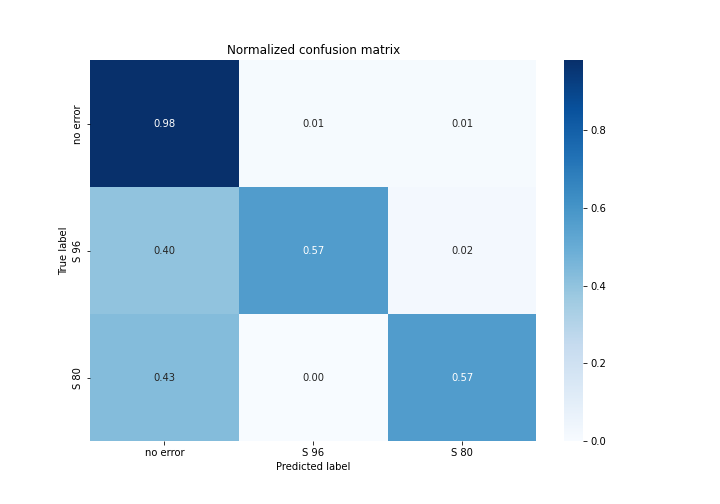 Normalized confusion matrix
no error
0.98
0.01
0.01
S 96
0.40
0.57
0.02
S 80
0.43
0.00
0.57
True label
no error
S 96
S 80
Predicted label
0.8
0.6
0.4
0.2
0.0